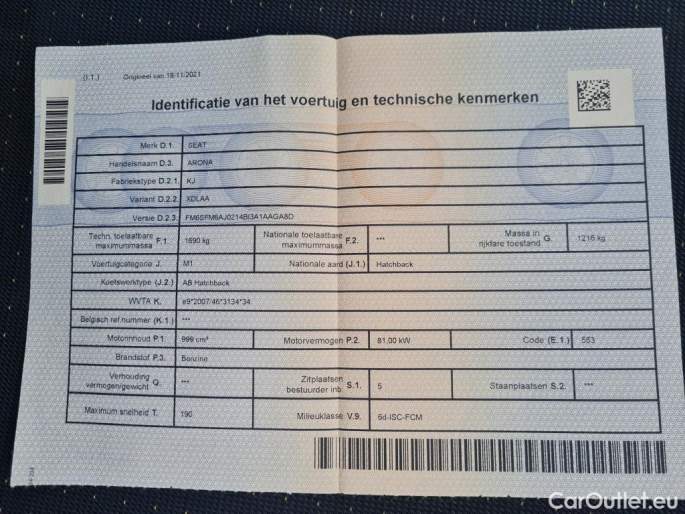 (I.T.) Origineel van 18/11/2021
Identificatie van het voertuig en technische kenmerken
Merk D.1. SEAT
Handelsnaam D.3. ARONA
Fabriekstype D.2.1. KJ
Variant D.2.2. XDLAA
Versie D.2.3. FM6SFM6AJ0214BI3A1AAGA8D
Techn. toelaatbare maximummassa F.1. 1690 kg Nationale toelaatbare maximummassa F.2. *** Massa in rijklare toestand G. 1216 kg
Voertuigcategorie J. M1 Nationale aard (J.1.) Hatchback
Koetswerktype (J.2.) AB Hatchback
WVTA K. e9*2007/46*3134*34
Belgisch ref.nummer (K.1.) ***
Motorinhoud P.1. 999 cm³ Motorvermogen P.2. 81,00 kW Code (E.1.) 553
Brandstof P.3. Benzine
Verhouding vermogen/gewicht Q. *** Zitplaatsen bestuurder inb. S.1. 5 Staanplaatsen S.2. ***
Maximum snelheid T. 190 Milieuklasse V.9. 6d-ISC-FCM
CarOutlet.eu